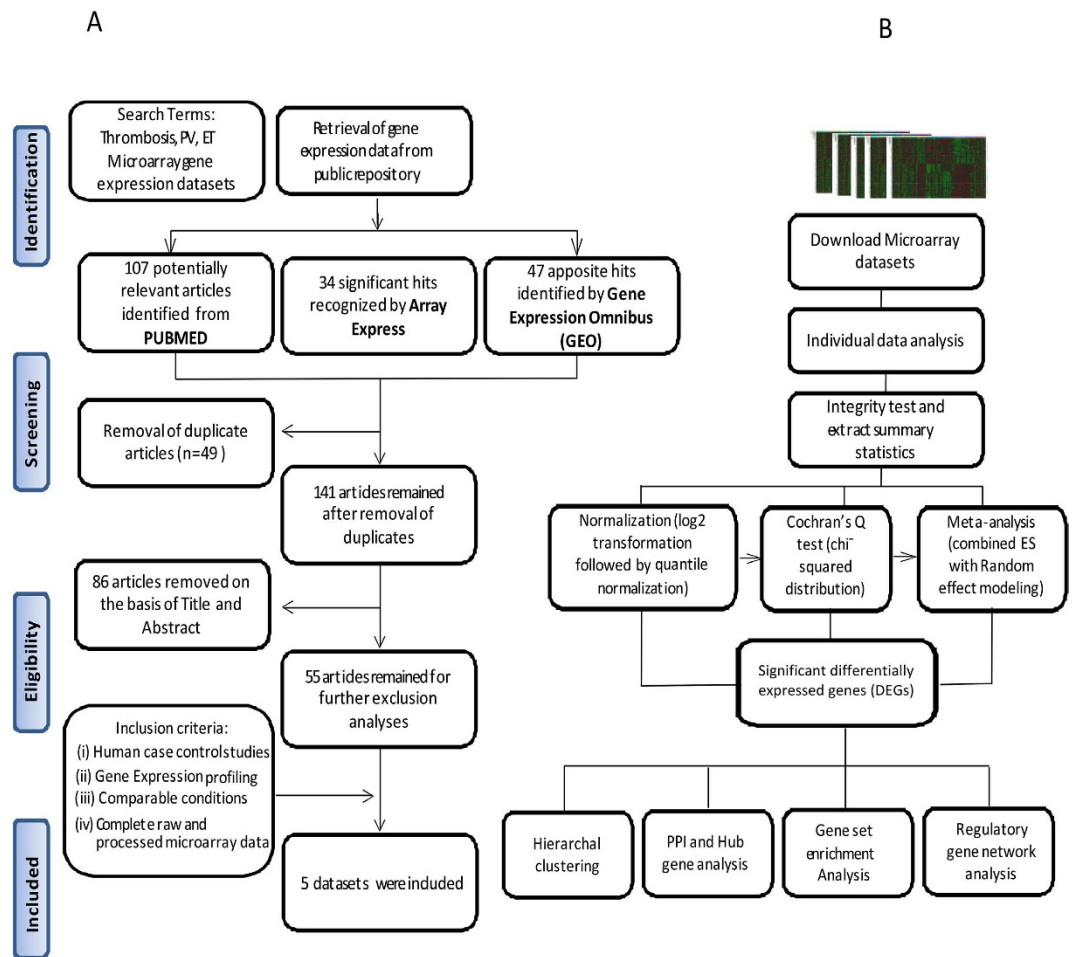 A
B
Identification
Search Terms:
Thrombosis, PV, ET
Microarray gene
expression datasets
Retrieval of gene
expression data from
public repository
107 potentially
relevant articles
identified from
PUBMED
34 significant hits
recognized by Array
Express
47 apposite hits
identified by Gene
Expression Omnibus
(GEO)
Screening
Removal of duplicate
articles (n=49 )
141 articles remained
after removal of
duplicates
Eligibility
86 articles removed on
the basis of Title and
Abstract
55 articles remained for
further exclusion
analyses
Inclusion criteria:
(i) Human case control studies
(ii) Gene Expression profiling
(iii) Comparable conditions
(iv) Complete raw and
processed microarray data
Included
5 datasets were included
Download Microarray
datasets
Individual data analysis
Integrity test and
extract summary
statistics
Normalization (log2
transformation
followed by quantile
normalization)
Cochran's Q
test (chi-
squared
distribution)
Meta-analysis
(combined ES
with Random
effect modeling)
Significant differentially
expressed genes (DEGs)
Hierarchal
clustering
PPI and Hub
gene analysis
Gene set
enrichment
Analysis
Regulatory
gene network
analysis